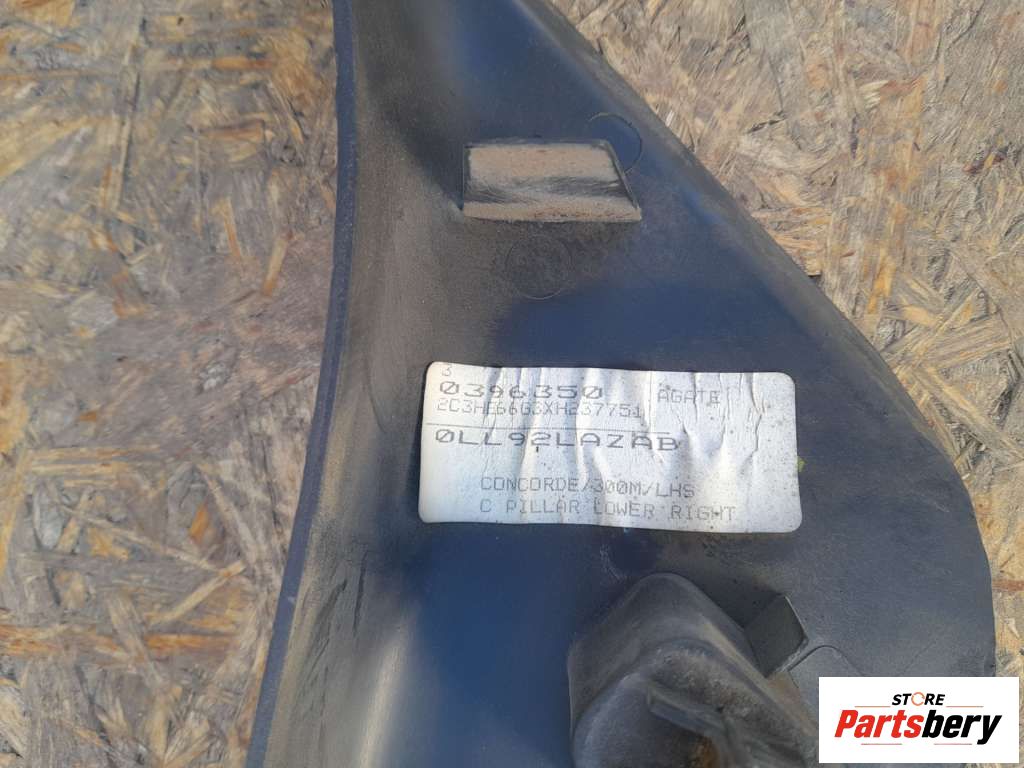 3
0396350 AGATE
2C3HE66G3XH237751
0LL92LAZAB
CONCORDE/300M/LHS
C PILLAR LOWER RIGHT
STORE
Partsbery